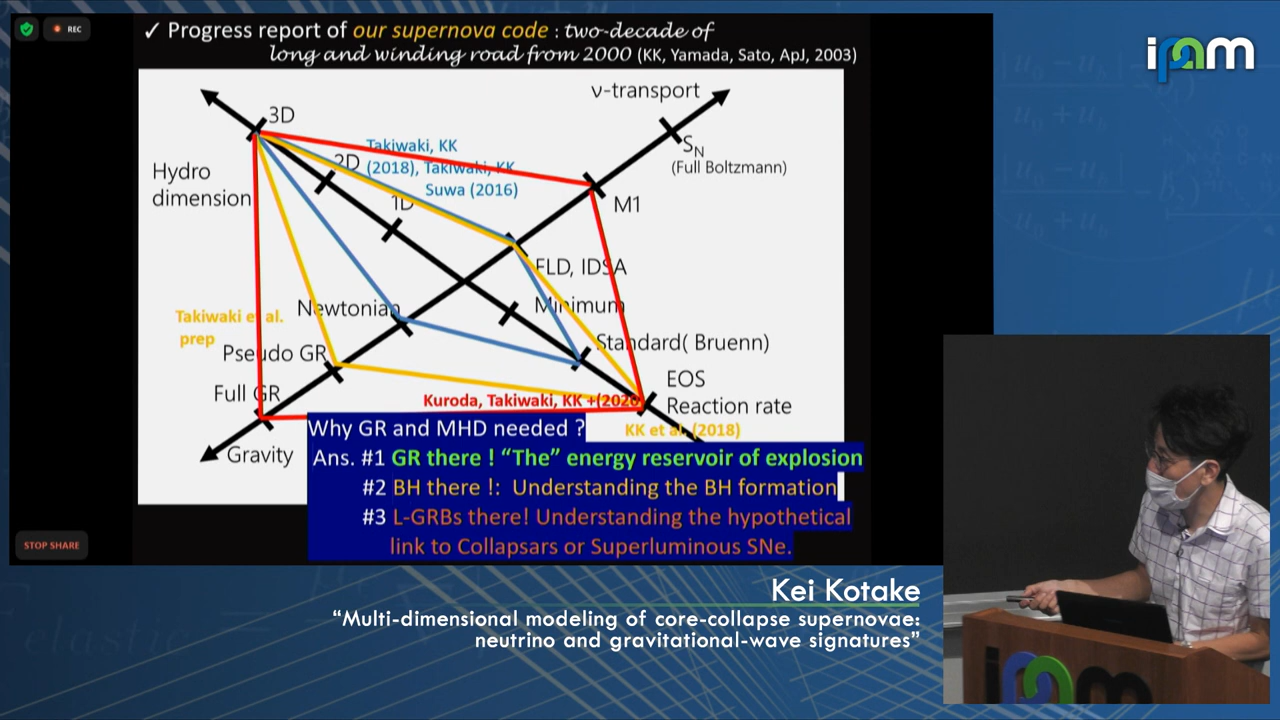 REC
✓ Progress report of our supernova code : two-decade of
long and winding road from 2000 (KK, Yamada, Sato, ApJ, 2003)
ipam
ν-transport
3D
SN
(Full Boltzmann)
Takiwaki, KK
2D (2018), Takiwaki, KK
Suwa (2016)
Hydro
dimension
1D
M1
FLD, IDSA
Newtonian
Minimum
Takiwaki et al.
prep
Standard( Bruenn)
Pseudo GR
Full GR
EOS
Reaction rate
Kuroda, Takiwaki, KK +(2020)
KK et al. (2018)
Gravity
Why GR and MHD needed ?
Ans. #1 GR there ! “The” energy reservoir of explosion
#2 BH there !: Understanding the BH formation
#3 L-GRBs there! Understanding the hypothetical
link to Collapsars or Superluminous SNe.
STOP SHARE
Kei Kotake
“Multi-dimensional modeling of core-collapse supernovae:
neutrino and gravitational-wave signatures”
ipam